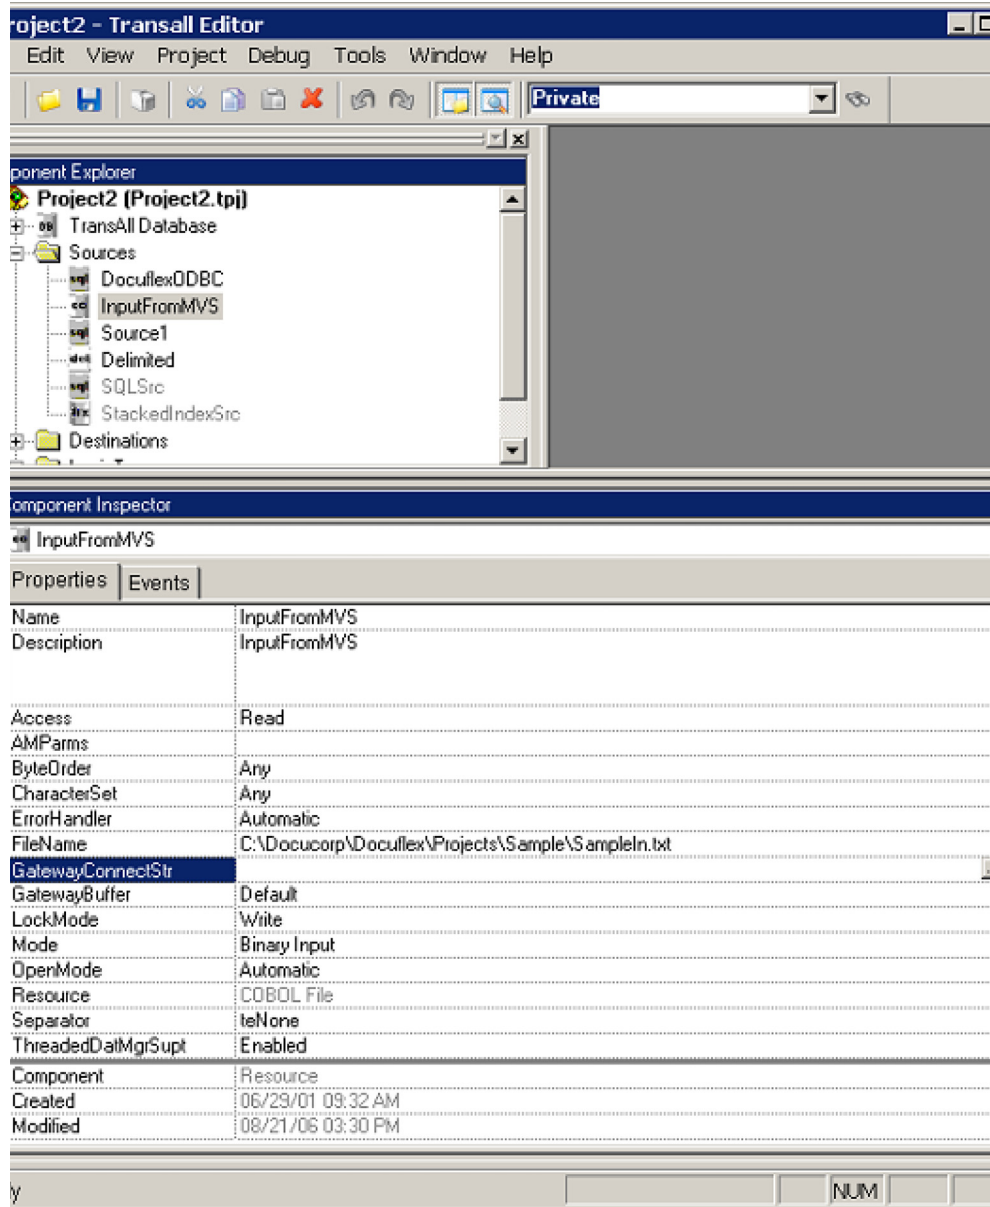 roject2 - Transall Editor
Edit View Project Debug Tools Window Help
Private
ponent Explorer
Project2 (Project2.tpj)
TransAll Database
Sources
DocuflexODBC
InputFromMVS
Source1
Delimited
SQLSrc
StackedIndexSrc
Destinations
omponent Inspector
InputFromMVS
Properties Events
Name InputFromMVS
Description InputFromMVS
Access Read
AMParms
ByteOrder Any
CharacterSet Any
ErrorHandler Automatic
FileName C:\Docucorp\Docuflex\Projects\Sample\SampleIn.txt
GatewayConnectStr
GatewayBuffer Default
LockMode Write
Mode Binary Input
OpenMode Automatic
Resource COBOL File
Separator teNone
ThreadedDatMgrSupt Enabled
Component Resource
Created 06/29/01 09:32 AM
Modified 08/21/06 03:30 PM
y NUM